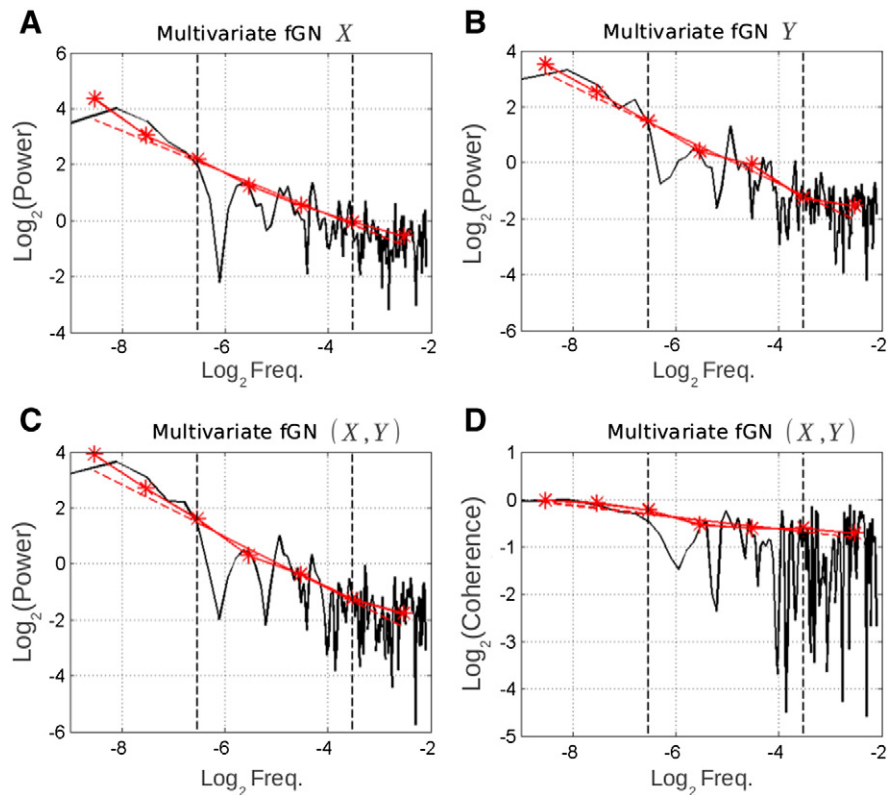 A
Multivariate fGN X
6
4
2
0
-2
-4
Log2(Power)
-8
-6
-4
-2
Log2 Freq.
B
Multivariate fGN Y
4
2
0
-2
-4
-6
Log2(Power)
-8
-6
-4
-2
Log2 Freq.
C
Multivariate fGN (X,Y)
4
2
0
-2
-4
-6
Log2(Power)
-8
-6
-4
-2
Log2 Freq.
D
Multivariate fGN (X,Y)
1
0
-1
-2
-3
-4
-5
Log2(Coherence)
-8
-6
-4
-2
Log2 Freq.